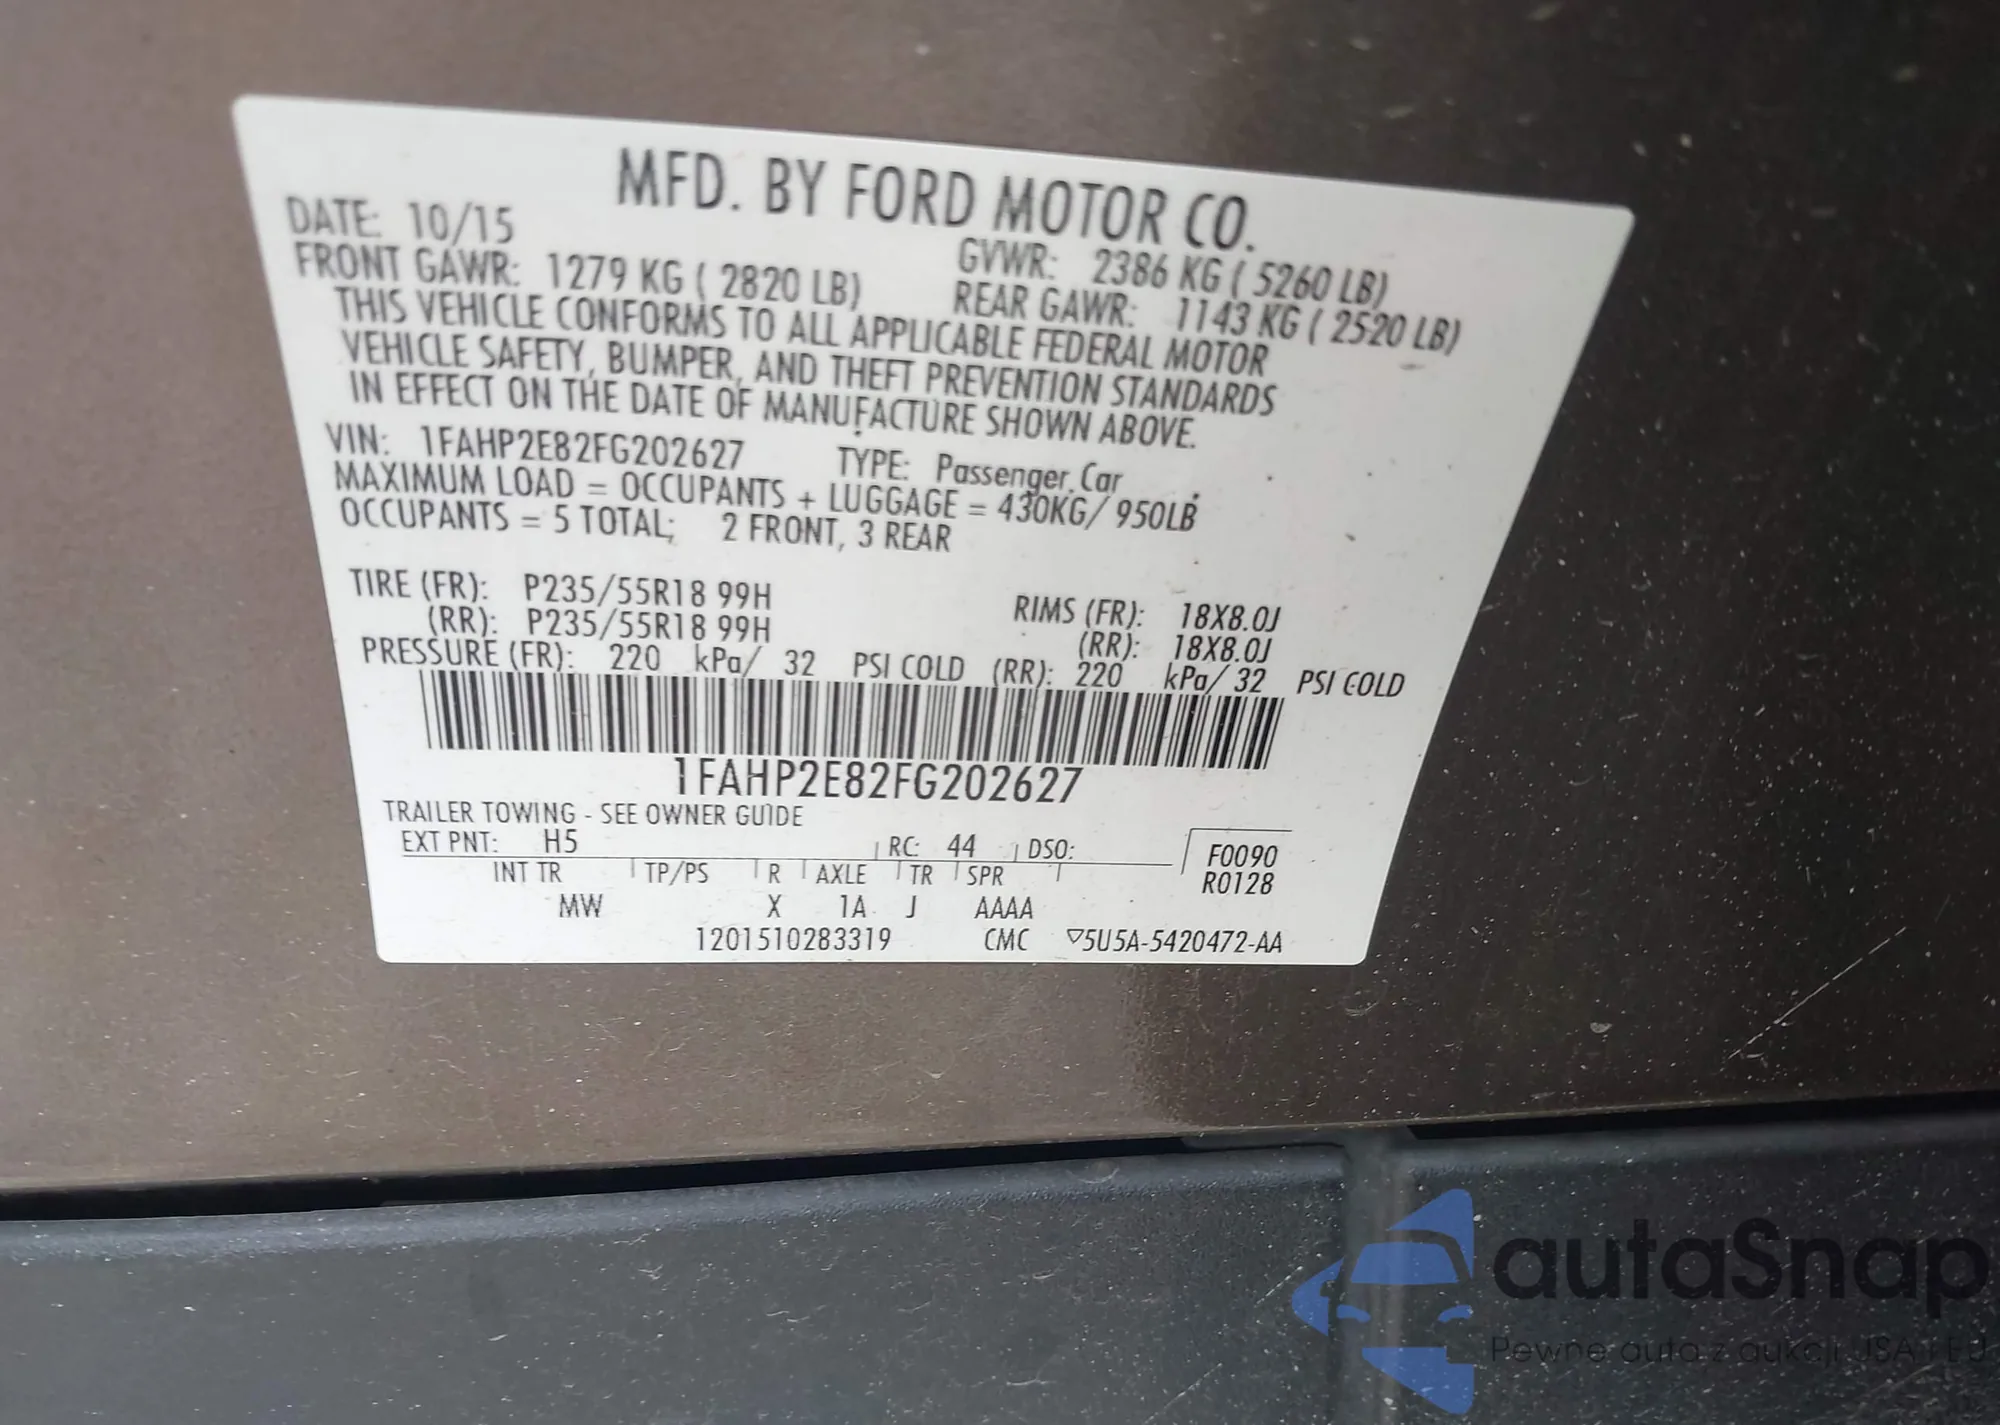 MFD. BY FORD MOTOR CO.
DATE: 10/15 GVWR: 2386 KG ( 5260 LB)
FRONT GAWR: 1279 KG ( 2820 LB) REAR GAWR: 1143 KG ( 2520 LB)
THIS VEHICLE CONFORMS TO ALL APPLICABLE FEDERAL MOTOR
VEHICLE SAFETY, BUMPER, AND THEFT PREVENTION STANDARDS
IN EFFECT ON THE DATE OF MANUFACTURE SHOWN ABOVE.
VIN: 1FAHP2E82FG202627 TYPE: Passenger Car
MAXIMUM LOAD = OCCUPANTS + LUGGAGE = 430KG/ 950LB
OCCUPANTS = 5 TOTAL; 2 FRONT, 3 REAR
TIRE (FR): P235/55R18 99H RIMS (FR): 18X8.0J
(RR): P235/55R18 99H (RR): 18X8.0J
PRESSURE (FR): 220 kPa/ 32 PSI COLD (RR): 220 kPa/ 32 PSI COLD
1FAHP2E82FG202627
TRAILER TOWING - SEE OWNER GUIDE
EXT PNT: H5 RC: 44 DSO: F0090
R0128
INT TR TP/PS R AXLE TR SPR
MW X 1A J AAAA
1201510283319 CMC ▽5U5A-5420472-AA
autaSnap
Pewne auta z aukcji USA i EU